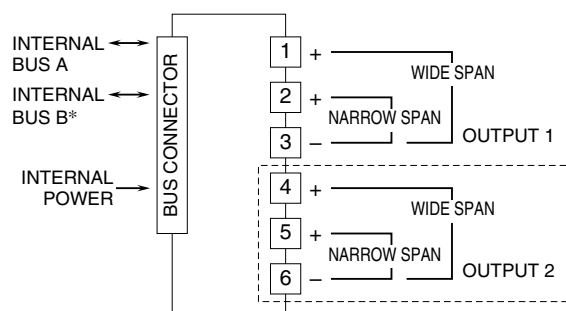 INTERNAL
BUS A
INTERNAL
BUS B*
INTERNAL
POWER
BUS CONNECTOR
1 +
WIDE SPAN
2 +
NARROW SPAN
3 –
OUTPUT 1
4 +
WIDE SPAN
5 +
NARROW SPAN
6 –
OUTPUT 2